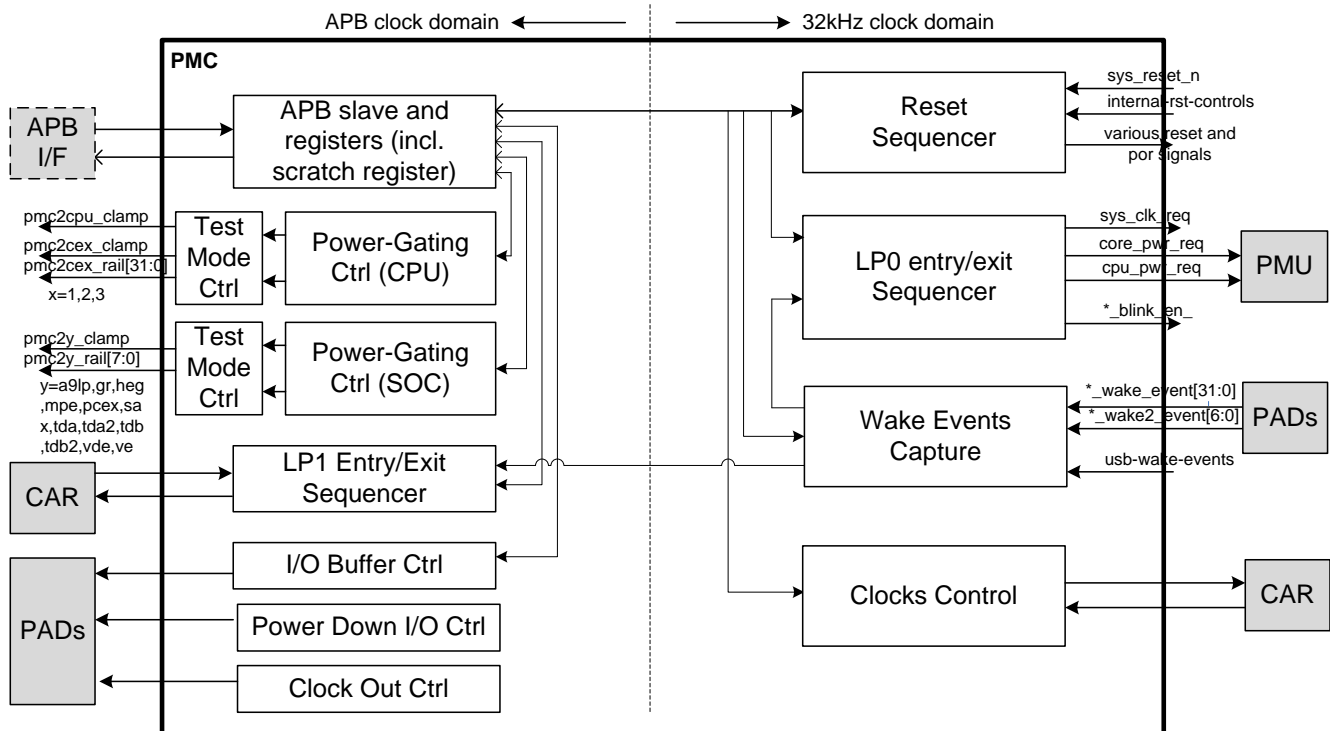 APB clock domain
32kHz clock domain
PMC
APB
I/F
APB slave and
registers (incl.
scratch register)
Reset
Sequencer
sys_reset_n
internal-rst-controls
various reset and
por signals
pmc2cpu_clamp
pmc2cex_clamp
pmc2cex_rail[31:0]
x=1,2,3
Test
Mode
Ctrl
Power-Gating
Ctrl (CPU)
LP0 entry/exit
Sequencer
sys_clk_req
core_pwr_req
cpu_pwr_req
*_blink_en_
PMU
pmc2y_clamp
pmc2y_rail[7:0]
y=a9lp,gr,heg
,mpe,pcex,sa
x,tda,tda2,tdb
,tdb2,vde,ve
Test
Mode
Ctrl
Power-Gating
Ctrl (SOC)
Wake Events
Capture
*_wake_event[31:0]
*_wake2_event[6:0]
usb-wake-events
PADs
CAR
LP1 Entry/Exit
Sequencer
PADs
I/O Buffer Ctrl
Power Down I/O Ctrl
Clock Out Ctrl
Clocks Control
CAR